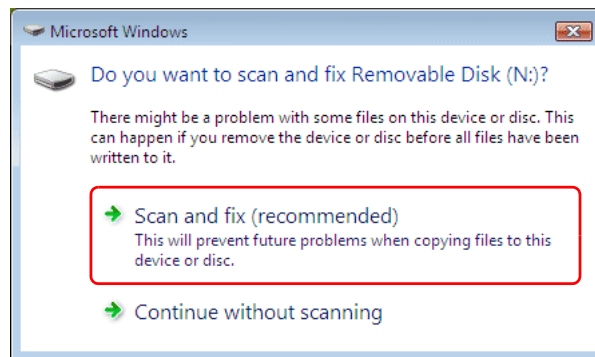 Microsoft Windows
Do you want to scan and fix Removable Disk (N:)?
There might be a problem with some files on this device or disc. This
can happen if you remove the device or disc before all files have been
written to it.
Scan and fix (recommended)
This will prevent future problems when copying files to this
device or disc.
Continue without scanning